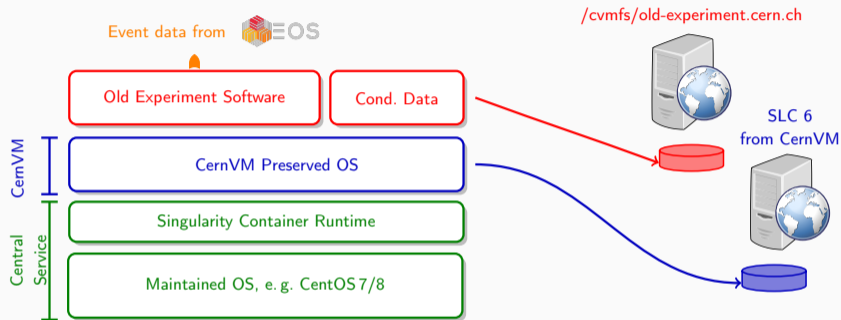 /cvmfs/old-experiment.cern.ch
Event data from EOS
Old Experiment Software
Cond. Data
SLC 6
from CernVM
CernVM
CernVM Preserved OS
Singularity Container Runtime
Central
Service
Maintained OS, e. g. CentOS 7/8